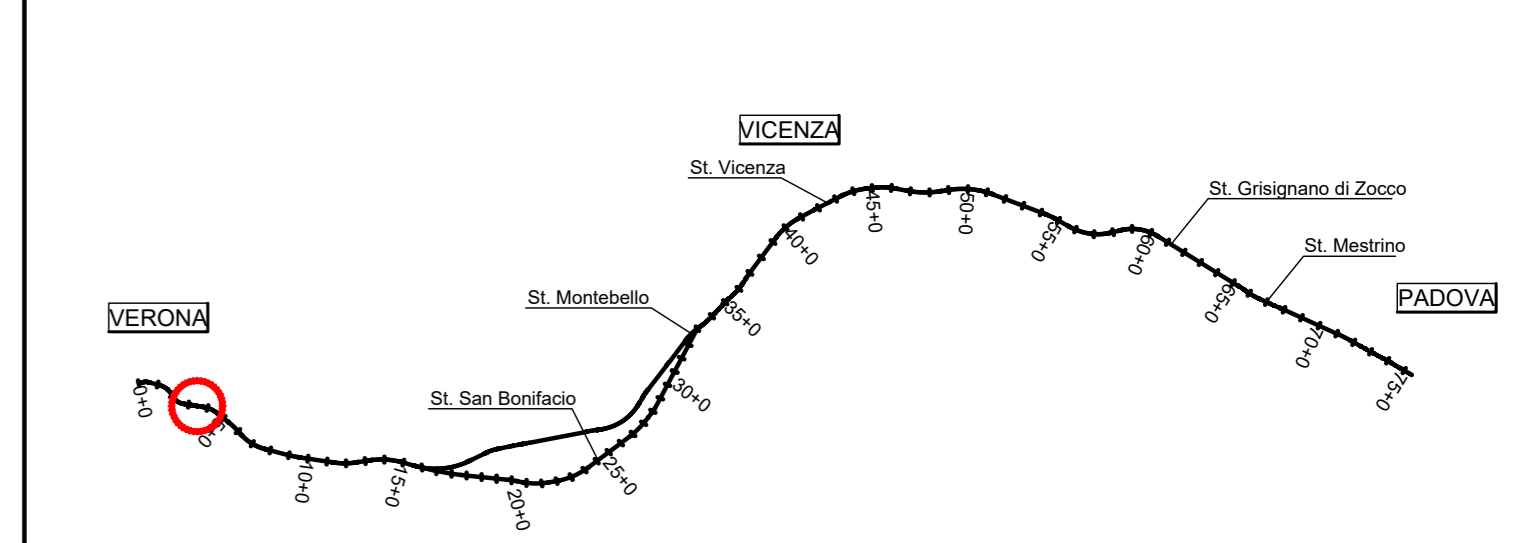 VICENZA
St. Vicenza
St. Grisignano di Zocco
St. Mestrino
PADOVA
St. Montebello
VERONA
St. San Bonifacio
0+0
10+0
15+0
20+0
25+0
30+0
35+0
40+0
45+0
50+0
55+0
60+0
65+0
70+0
75+0